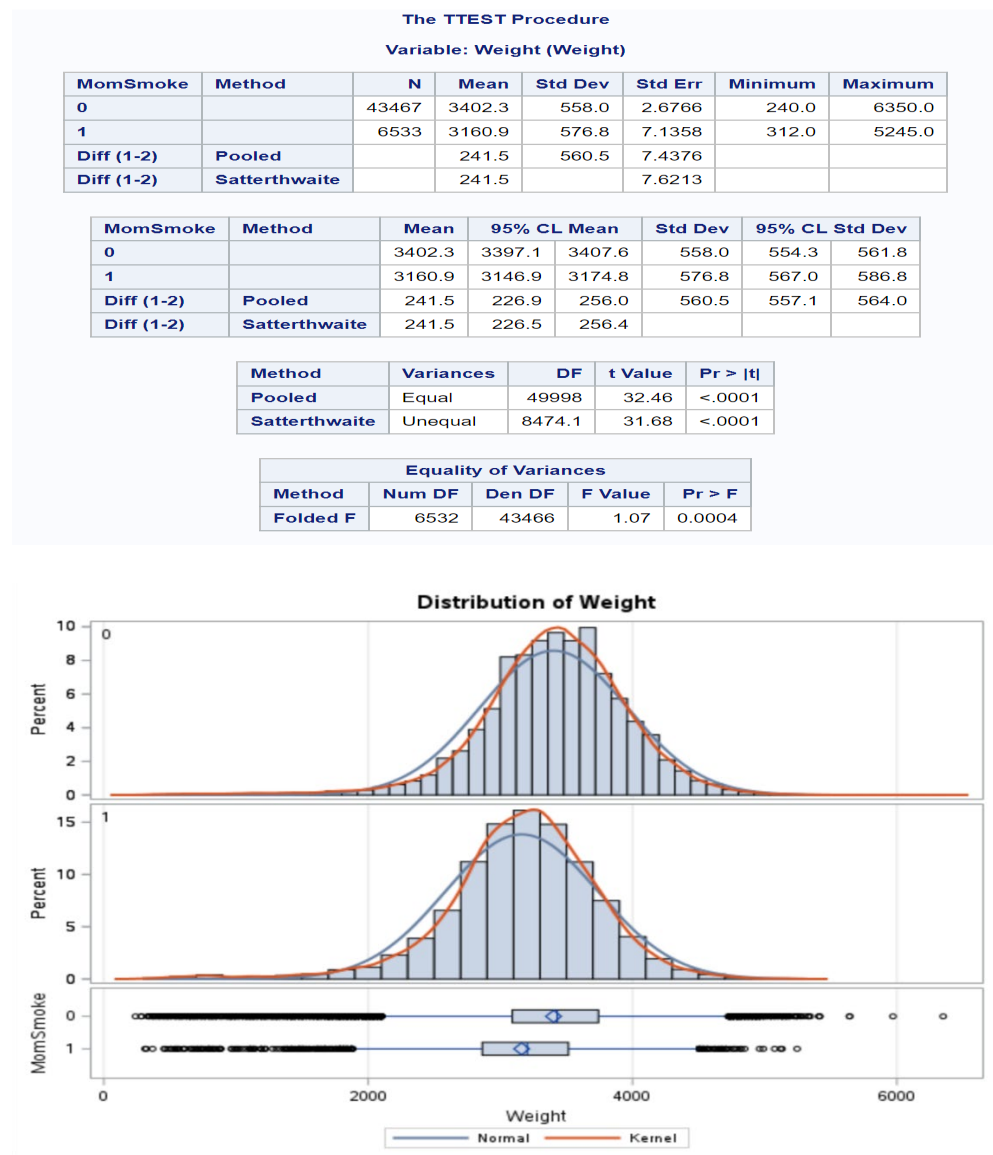 The TTEST Procedure
Variable: Weight (Weight)
MomSmoke Method N Mean Std Dev Std Err Minimum Maximum
0 43467 3402.3 558.0 2.6766 240.0 6350.0
1 6533 3160.9 576.8 7.1358 312.0 5245.0
Diff (1-2) Pooled 241.5 560.5 7.4376
Diff (1-2) Satterthwaite 241.5 7.6213
MomSmoke Method Mean 95% CL Mean Std Dev 95% CL Std Dev
0 3402.3 3397.1 3407.6 558.0 554.3 561.8
1 3160.9 3146.9 3174.8 576.8 567.0 586.8
Diff (1-2) Pooled 241.5 226.9 256.0 560.5 557.1 564.0
Diff (1-2) Satterthwaite 241.5 226.5 256.4
Method Variances DF t Value Pr > |t|
Pooled Equal 49998 32.46 <.0001
Satterthwaite Unequal 8474.1 31.68 <.0001
Equality of Variances
Method Num DF Den DF F Value Pr > F
Folded F 6532 43466 1.07 0.0004
Distribution of Weight
10
8
6
4
2
0
Percent
0
15
10
5
0
Percent
1
MomSmoke
0
1
0 2000 4000 6000
Weight
Normal Kernel